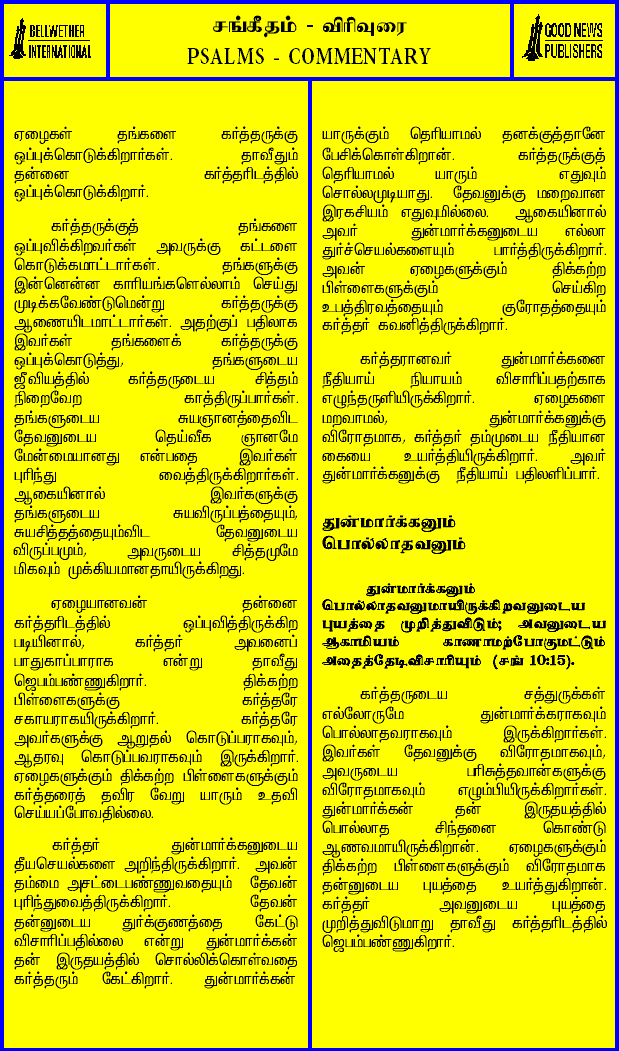 BELLWETHER
INTERNATIONAL
சங்கீதம் - விரிவுரை
PSALMS - COMMENTARY
GOOD NEWS
PUBLISHERS
ஏழைகள் தங்களை கர்த்தருக்கு
ஒப்புக்கொடுக்கிறார்கள். தாவீதும்
தன்னை கர்த்தரிடத்தில்
ஒப்புக்கொடுக்கிறார்.
கர்த்தருக்குத் தங்களை
ஒப்புவிக்கிறவர்கள் அவருக்கு கட்டளை
கொடுக்கமாட்டார்கள். தங்களுக்கு
இன்னென்ன காரியங்களெல்லாம் செய்து
முடிக்கவேண்டுமென்று கர்த்தருக்கு
ஆணையிடமாட்டார்கள். அதற்குப் பதிலாக
இவர்கள் தங்களைக் கர்த்தருக்கு
ஒப்புக்கொடுத்து, தங்களுடைய
ஜீவியத்தில் கர்த்தருடைய சித்தம்
நிறைவேற காத்திருப்பார்கள்.
தங்களுடைய சுயஞானத்தைவிட
தேவனுடைய தெய்வீக ஞானமே
மேன்மையானது என்பதை இவர்கள்
புரிந்து வைத்திருக்கிறார்கள்.
ஆகையினால் இவர்களுக்கு
தங்களுடைய சுயவிருப்பத்தையும்,
சுயசித்தத்தையும்விட தேவனுடைய
விருப்பமும், அவருடைய சித்தமுமே
மிகவும் முக்கியமானதாயிருக்கிறது.
ஏழையானவன் தன்னை
கர்த்தரிடத்தில் ஒப்புவித்திருக்கிற
படியினால், கர்த்தர் அவனைப்
பாதுகாப்பாராக என்று தாவீது
ஜெபம்பண்ணுகிறார். திக்கற்ற
பிள்ளைகளுக்கு கர்த்தரே
சகாயராகயிருக்கிறார். கர்த்தரே
அவர்களுக்கு ஆறுதல் கொடுப்பராகவும்,
ஆதரவு கொடுப்பவராகவும் இருக்கிறார்.
ஏழைகளுக்கும் திக்கற்ற பிள்ளைகளுக்கும்
கர்த்தரைத் தவிர வேறு யாரும் உதவி
செய்யப்போவதில்லை.
கர்த்தர் துன்மார்க்கனுடைய
தீயசெயல்களை அறிந்திருக்கிறார். அவன்
தம்மை அசட்டைபண்ணுவதையும் தேவன்
புரிந்துவைத்திருக்கிறார். தேவன்
தன்னுடைய துர்க்குணத்தை கேட்டு
விசாரிப்பதில்லை என்று துன்மார்க்கன்
தன் இருதயத்தில் சொல்லிக்கொள்வதை
கர்த்தரும் கேட்கிறார். துன்மார்க்கன்
யாருக்கும் தெரியாமல் தனக்குத்தானே
பேசிக்கொள்கிறான். கர்த்தருக்குத்
தெரியாமல் யாரும் எதுவும்
சொல்லமுடியாது. தேவனுக்கு மறைவான
இரகசியம் எதுவுமில்லை. ஆகையினால்
அவர் துன்மார்க்கனுடைய எல்லா
துர்ச்செயல்களையும் பார்த்திருக்கிறார்.
அவன் ஏழைகளுக்கும் திக்கற்ற
பிள்ளைகளுக்கும் செய்கிற
உபத்திரவத்தையும் குரோதத்தையும்
கர்த்தர் கவனித்திருக்கிறார்.
கர்த்தரானவர் துன்மார்க்கனை
நீதியாய் நியாயம் விசாரிப்பதற்காக
எழுந்தருளியிருக்கிறார். ஏழைகளை
மறவாமல், துன்மார்க்கனுக்கு
விரோதமாக, கர்த்தர் தம்முடைய நீதியான
கையை உயர்த்தியிருக்கிறார். அவர்
துன்மார்க்கனுக்கு நீதியாய் பதிலளிப்பார்.
துன்மார்க்கனும்
பொல்லாதவனும்
துன்மார்க்கனும்
பொல்லாதவனுமாயிருக்கிறவனுடைய
புயத்தை முறித்துவிடும்; அவனுடைய
ஆகாமியம் காணாமற்போகுமட்டும்
அதைத்தேடிவிசாரியும் (சங் 10:15).
கர்த்தருடைய சத்துருக்கள்
எல்லோருமே துன்மார்க்கராகவும்
பொல்லாதவராகவும் இருக்கிறார்கள்.
இவர்கள் தேவனுக்கு விரோதமாகவும்,
அவருடைய பரிசுத்தவான்களுக்கு
விரோதமாகவும் எழும்பியிருக்கிறார்கள்.
துன்மார்க்கன் தன் இருதயத்தில்
பொல்லாத சிந்தனை கொண்டு
ஆணவமாயிருக்கிறான். ஏழைகளுக்கும்
திக்கற்ற பிள்ளைகளுக்கும் விரோதமாக
தன்னுடைய புயத்தை உயர்த்துகிறான்.
கர்த்தர் அவனுடைய புயத்தை
முறித்துவிடுமாறு தாவீது கர்த்தரிடத்தில்
ஜெபம்பண்ணுகிறார்.